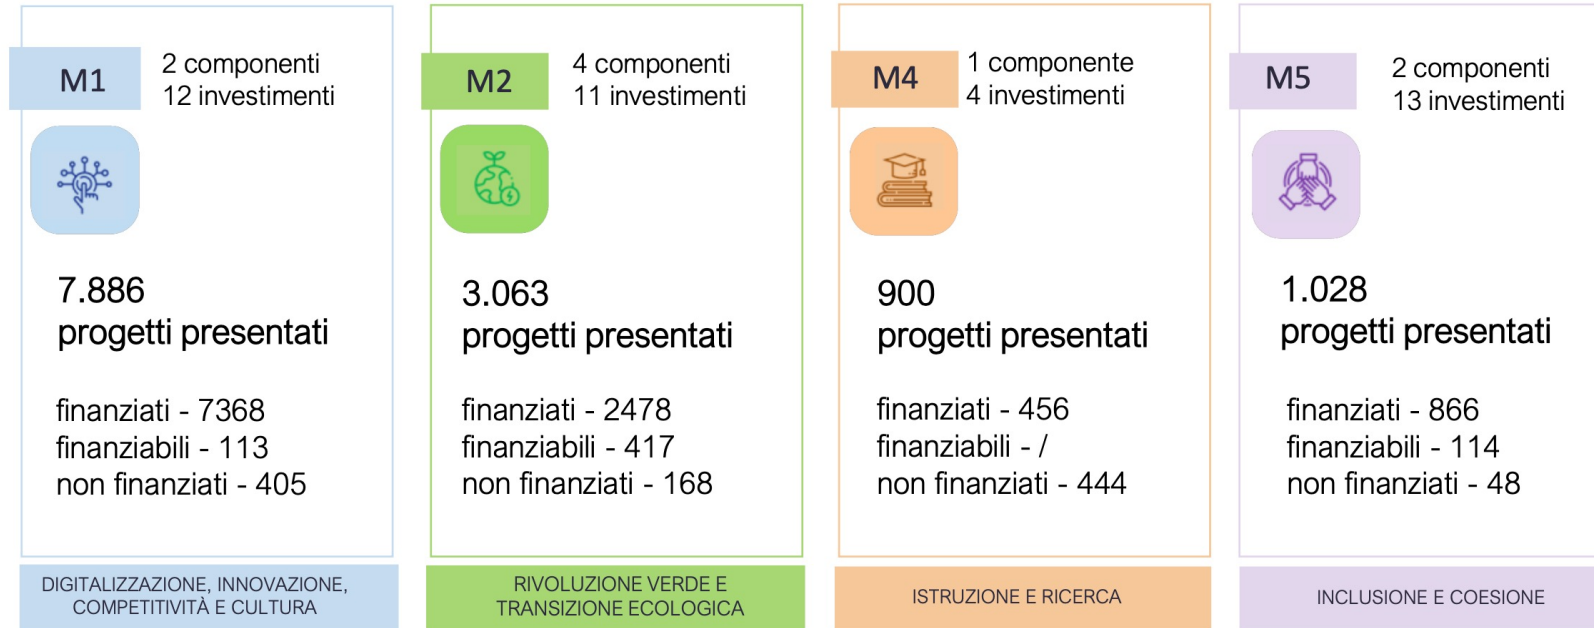 M1
2 componenti
12 investimenti
7.886
progetti presentati
finanziati - 7368
finanziabili - 113
non finanziati - 405
DIGITALIZZAZIONE, INNOVAZIONE,
COMPETITIVITÀ E CULTURA
M2
4 componenti
11 investimenti
3.063
progetti presentati
finanziati - 2478
finanziabili - 417
non finanziati - 168
RIVOLUZIONE VERDE E
TRANSIZIONE ECOLOGICA
M4
1 componente
4 investimenti
900
progetti presentati
finanziati - 456
finanziabili - /
non finanziati - 444
ISTRUZIONE E RICERCA
M5
2 componenti
13 investimenti
1.028
progetti presentati
finanziati - 866
finanziabili - 114
non finanziati - 48
INCLUSIONE E COESIONE